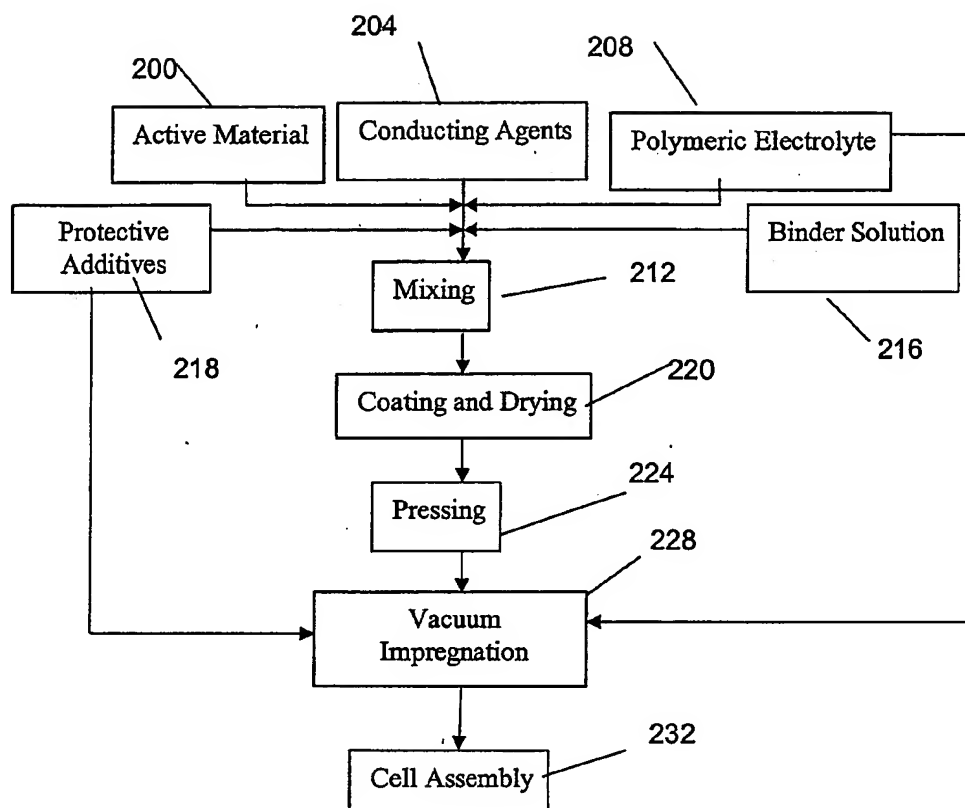 204
208
200
Active Material
Conducting Agents
Polymeric Electrolyte
Protective
Additives
Binder Solution
Mixing
212
218
216
220
Coating and Drying
224
Pressing
228
Vacuum
Impregnation
232
Cell Assembly